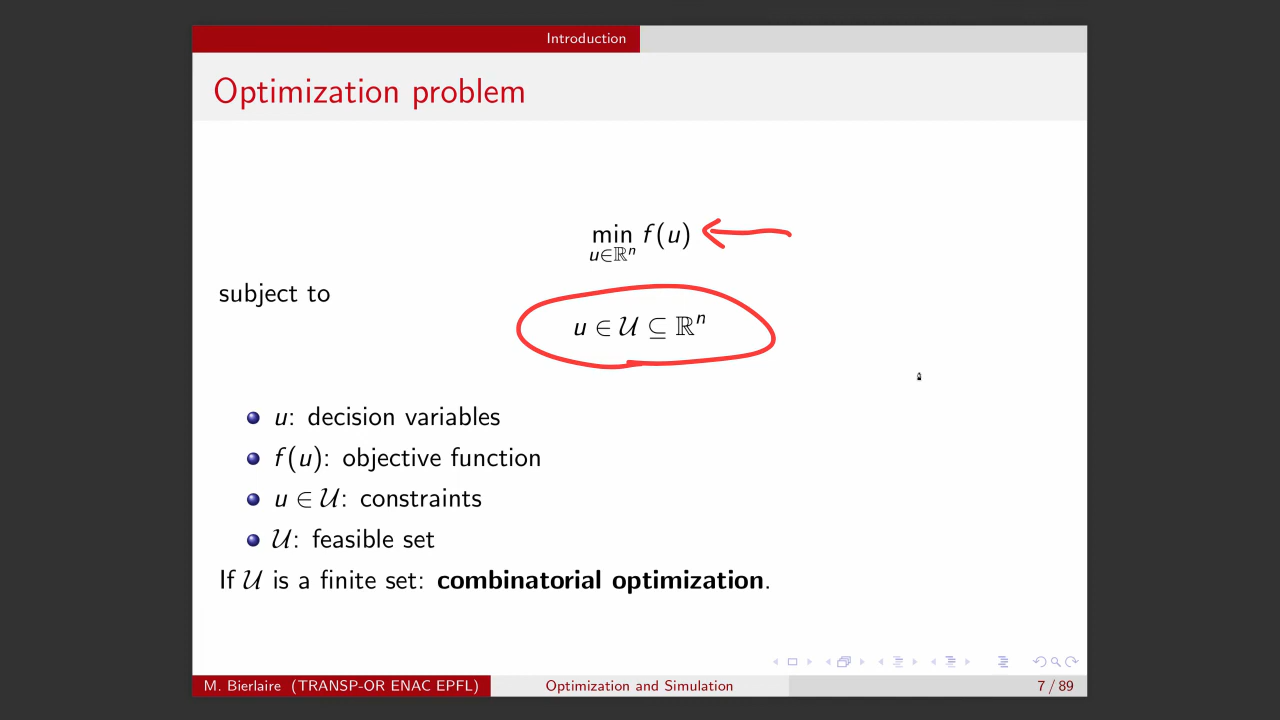 Introduction
Optimization problem
min f(u)
u∈ℝⁿ
subject to
u ∈ 𝒰 ⊆ ℝⁿ
u: decision variables
f(u): objective function
u ∈ 𝒰: constraints
𝒰: feasible set
If 𝒰 is a finite set: combinatorial optimization.
M. Bierlaire (TRANSP-OR ENAC EPFL) Optimization and Simulation 7 / 89